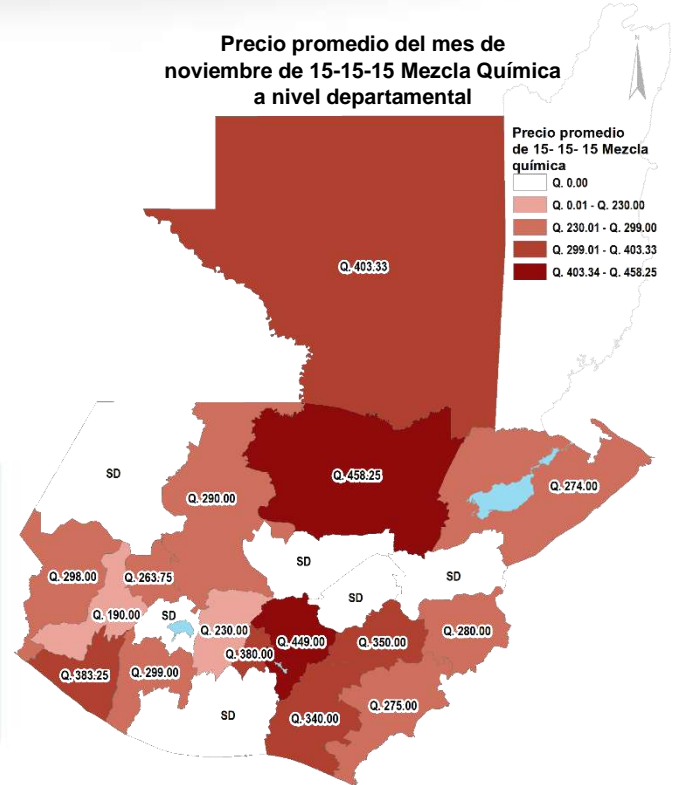 Precio promedio del mes de
noviembre de 15-15-15 Mezcla Química
a nivel departamental
N
Precio promedio
de 15- 15- 15 Mezcla
química
Q. 0.00
Q. 0.01 - Q. 230.00
Q. 230.01 - Q. 299.00
Q. 299.01 - Q. 403.33
Q. 403.34 - Q. 458.25
Q. 403.33
SD
Q. 290.00
Q. 458.25
Q. 274.00
Q. 298.00
Q. 263.75
SD
SD
SD
Q. 190.00
SD
Q. 230.00
Q. 449.00
Q. 350.00
Q. 280.00
Q. 380.00
Q. 383.25
Q. 299.00
Q. 275.00
SD
Q. 340.00